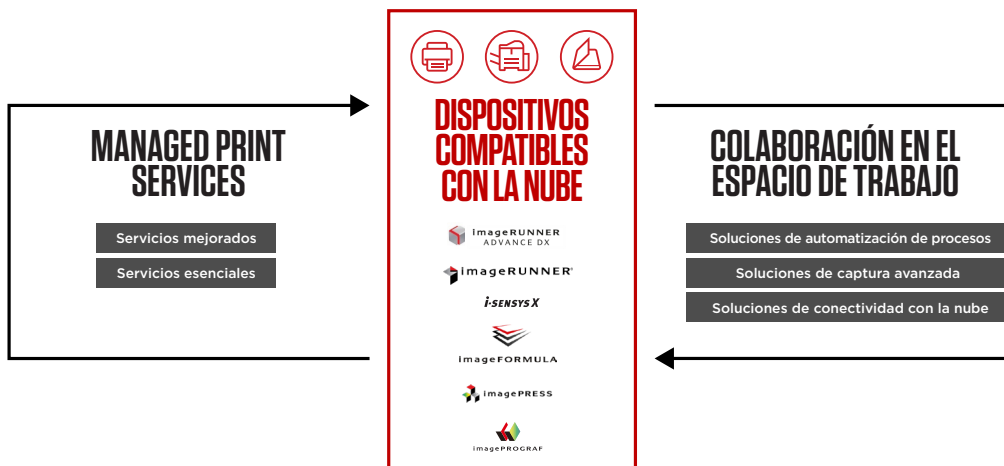 MANAGED PRINT
SERVICES
Servicios mejorados
Servicios esenciales
DISPOSITIVOS
COMPATIBLES
CON LA NUBE
imageRUNNER
ADVANCE DX
imageRUNNER®
i-SENSYS X
imageFORMULA
imagePRESS
imagePROGRAF
COLABORACIÓN EN EL
ESPACIO DE TRABAJO
Soluciones de automatización de procesos
Soluciones de captura avanzada
Soluciones de conectividad con la nube